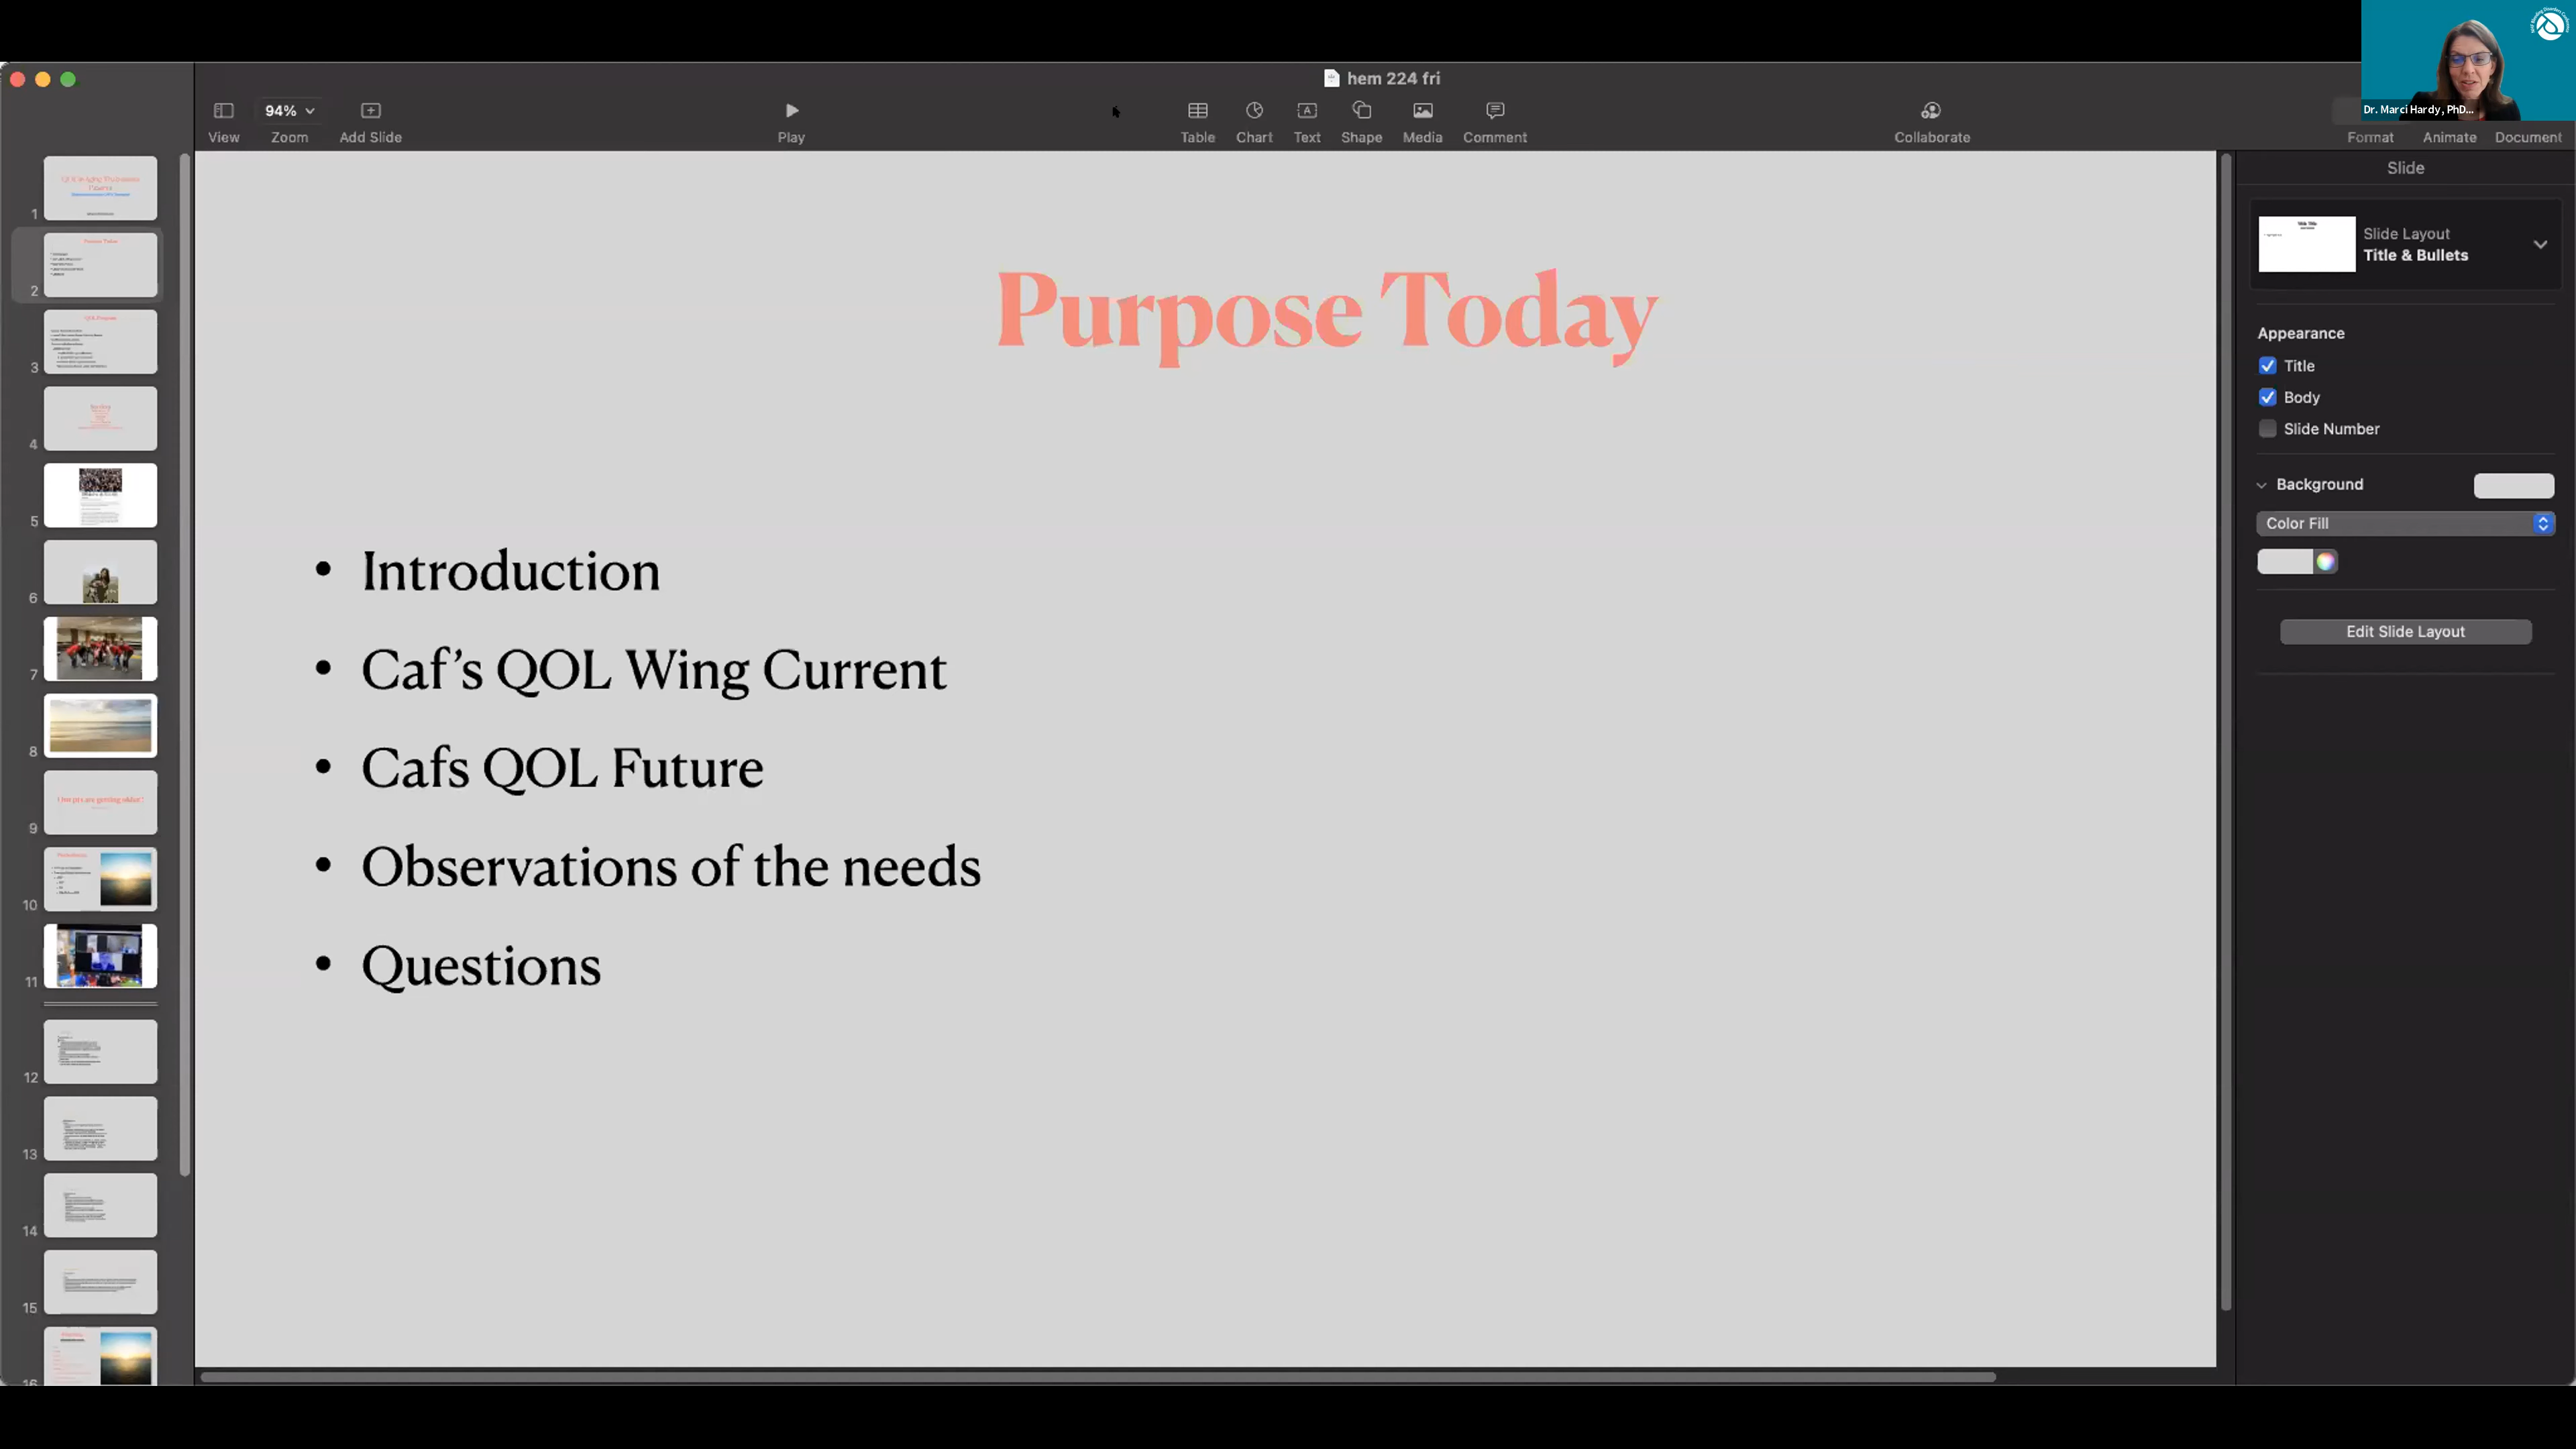 hem 224 fri
94%
View
Zoom
Add Slide
Play
Table
Chart
Text
Shape
Media
Comment
Collaborate
Format
Animate
Document
Dr. Marci Hardy, PhD...
Slide
Slide Layout
Title & Bullets
Appearance
Title
Body
Slide Number
Background
Color Fill
Edit Slide Layout
1
2
3
4
5
6
7
8
9
10
11
12
13
14
15
16
Purpose Today
• Introduction
• Caf’s QOL Wing Current
• Cafs QOL Future
• Observations of the needs
• Questions